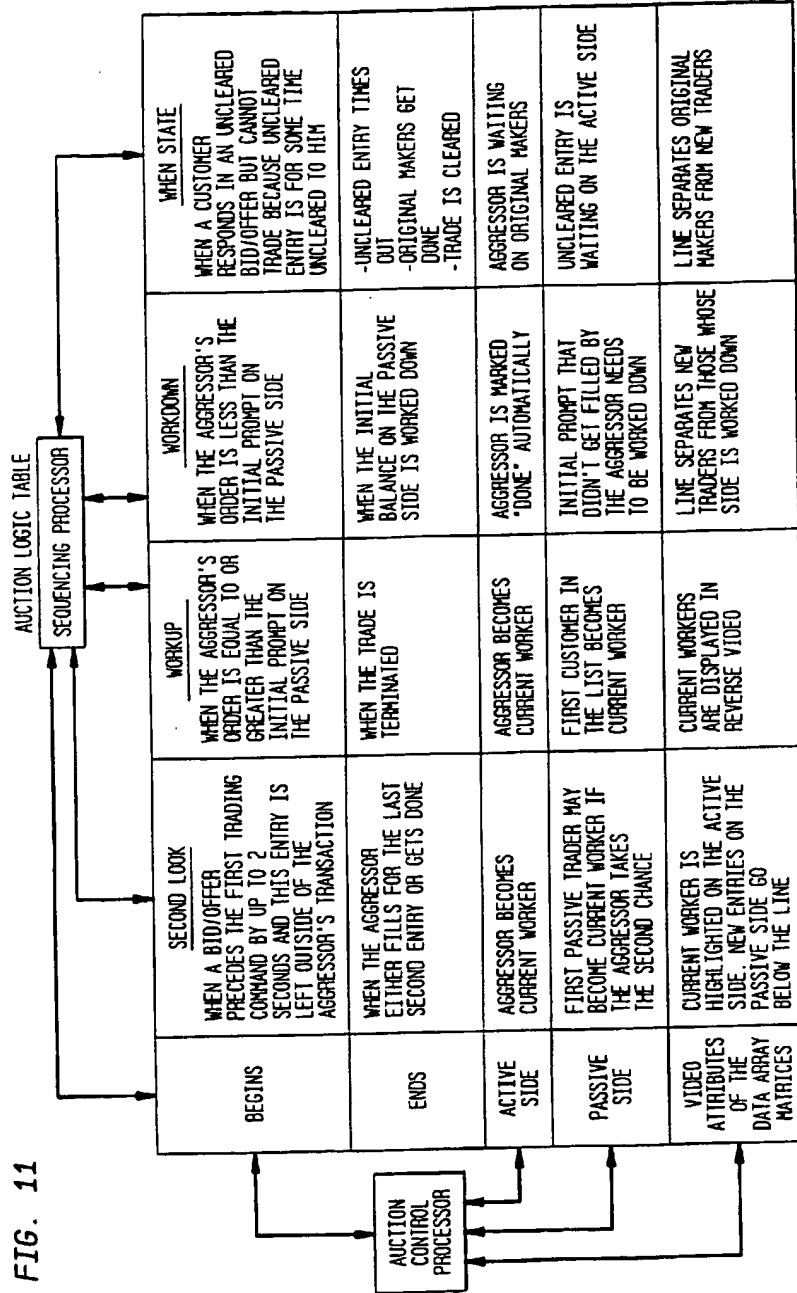 FIG. 11
AUCTION LOGIC TABLE
SEQUENCING PROCESSOR
AUCTION
CONTROL
PROCESSOR
BEGINS
SECOND LOOK
WHEN A BID/OFFER
PRECEDES THE FIRST TRADING
COMMAND BY UP TO 2
SECONDS AND THIS ENTRY IS
LEFT OUTSIDE OF THE
AGGRESSOR'S TRANSACTION
WORKUP
WHEN THE AGGRESSOR'S
ORDER IS EQUAL TO OR
GREATER THAN THE
INITIAL PROMPT ON
THE PASSIVE SIDE
WORKDOWN
WHEN THE AGGRESSOR'S
ORDER IS LESS THAN THE
INITIAL PROMPT ON
THE PASSIVE SIDE
WHEN STATE
WHEN A CUSTOMER
RESPONDS IN AN UNCLEARED
BID/OFFER BUT CANNOT
TRADE BECAUSE UNCLEARED
ENTRY IS FOR SOME TIME
UNCLEARED TO HIM
ENDS
WHEN THE AGGRESSOR
EITHER FILLS FOR THE LAST
SECOND ENTRY OR GETS DONE
WHEN THE TRADE IS
TERMINATED
WHEN THE INITIAL
BALANCE ON THE PASSIVE
SIDE IS WORKED DOWN
-UNCLEARED ENTRY TIMES
OUT
-ORIGINAL MAKERS GET
DONE
-TRADE IS CLEARED
ACTIVE
SIDE
AGGRESSOR BECOMES
CURRENT WORKER
AGGRESSOR BECOMES
CURRENT WORKER
AGGRESSOR IS MARKED
"DONE" AUTOMATICALLY
AGGRESSOR IS WAITING
ON ORIGINAL MAKERS
PASSIVE
SIDE
FIRST PASSIVE TRADER MAY
BECOME CURRENT WORKER IF
THE AGGRESSOR TAKES
THE SECOND CHANCE
FIRST CUSTOMER IN
THE LIST BECOMES
CURRENT WORKER
INITIAL PROMPT THAT
DIDN'T GET FILLED BY
THE AGGRESSOR NEEDS
TO BE WORKED DOWN
UNCLEARED ENTRY IS
WAITING ON THE ACTIVE SIDE
VIDEO
ATTRIBUTES
OF THE
DATA ARRAY
MATRICES
CURRENT WORKER IS
HIGHLIGHTED ON THE ACTIVE
SIDE. NEW ENTRIES ON THE
PASSIVE SIDE GO
BELOW THE LINE
CURRENT WORKERS
ARE DISPLAYED IN
REVERSE VIDEO
LINE SEPARATES NEW
TRADERS FROM THOSE WHOSE
SIDE IS WORKED DOWN
LINE SEPARATES ORIGINAL
MAKERS FROM NEW TRADERS